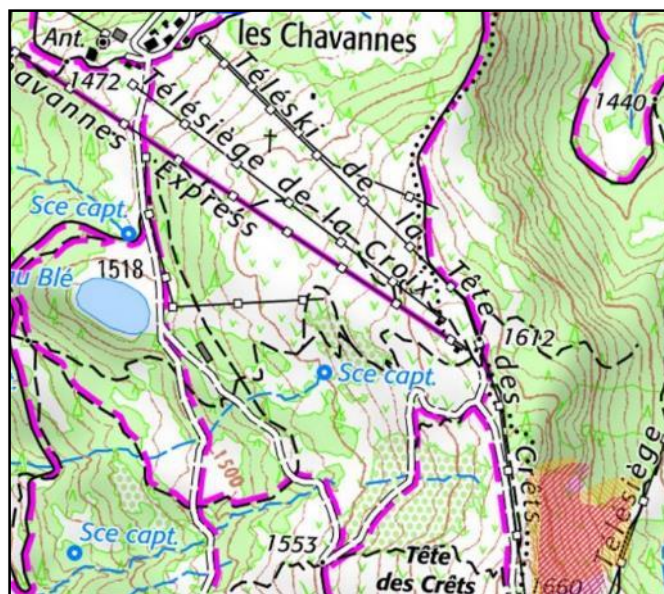 Ant.
les Chavannes
1472
Télésiège de la Croix
Téléski de la Tête des Crêts
Express
1440
Sce capt.
1518
au Blé
1612
Sce capt.
1500
Sce capt.
1553
Tête
des Crêts
1660
Télésiège